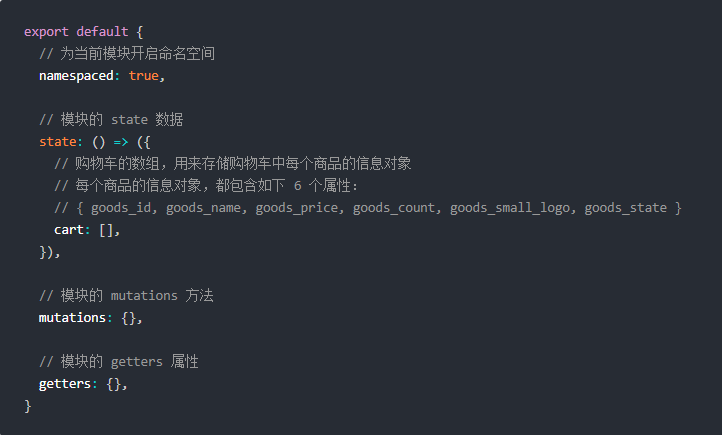 export default {
// 为当前模块开启命名空间
namespaced: true,
// 模块的 state 数据
state: () => ({
// 购物车的数组，用来存储购物车中每个商品的信息对象
// 每个商品的信息对象，都包含如下 6 个属性：
// { goods_id, goods_name, goods_price, goods_count, goods_small_logo, goods_state }
cart: [],
}),
// 模块的 mutations 方法
mutations: {},
// 模块的 getters 属性
getters: {},
}